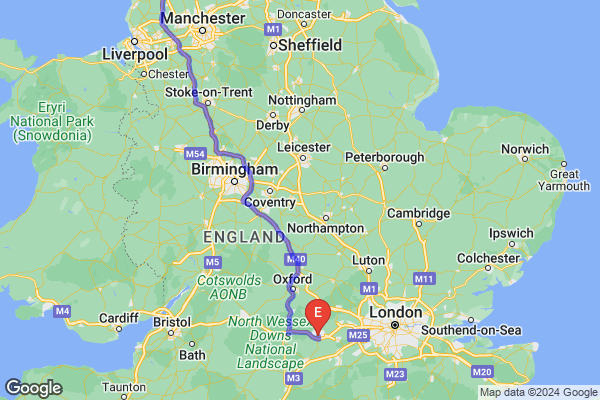 Manchester
Doncaster
M1
Liverpool
Sheffield
Chester
Stoke-on-Trent
Eryri
National Park
(Snowdonia)
Nottingham
Derby
M54
Leicester
Norwich
Peterborough
Birmingham
Great
Yarmouth
Coventry
Cambridge
Northampton
ENGLAND
Ipswich
M40
M5
Luton
Colchester
Cotswolds
AONB
Oxford
M1
M11
M4
E
London
Cardiff
Bristol
North Wessex
Downs
National
Landscape
M25
Southend-on-Sea
Bath
M3
M23
M20
Taunton
Google
Google
Map data ©2024 Google